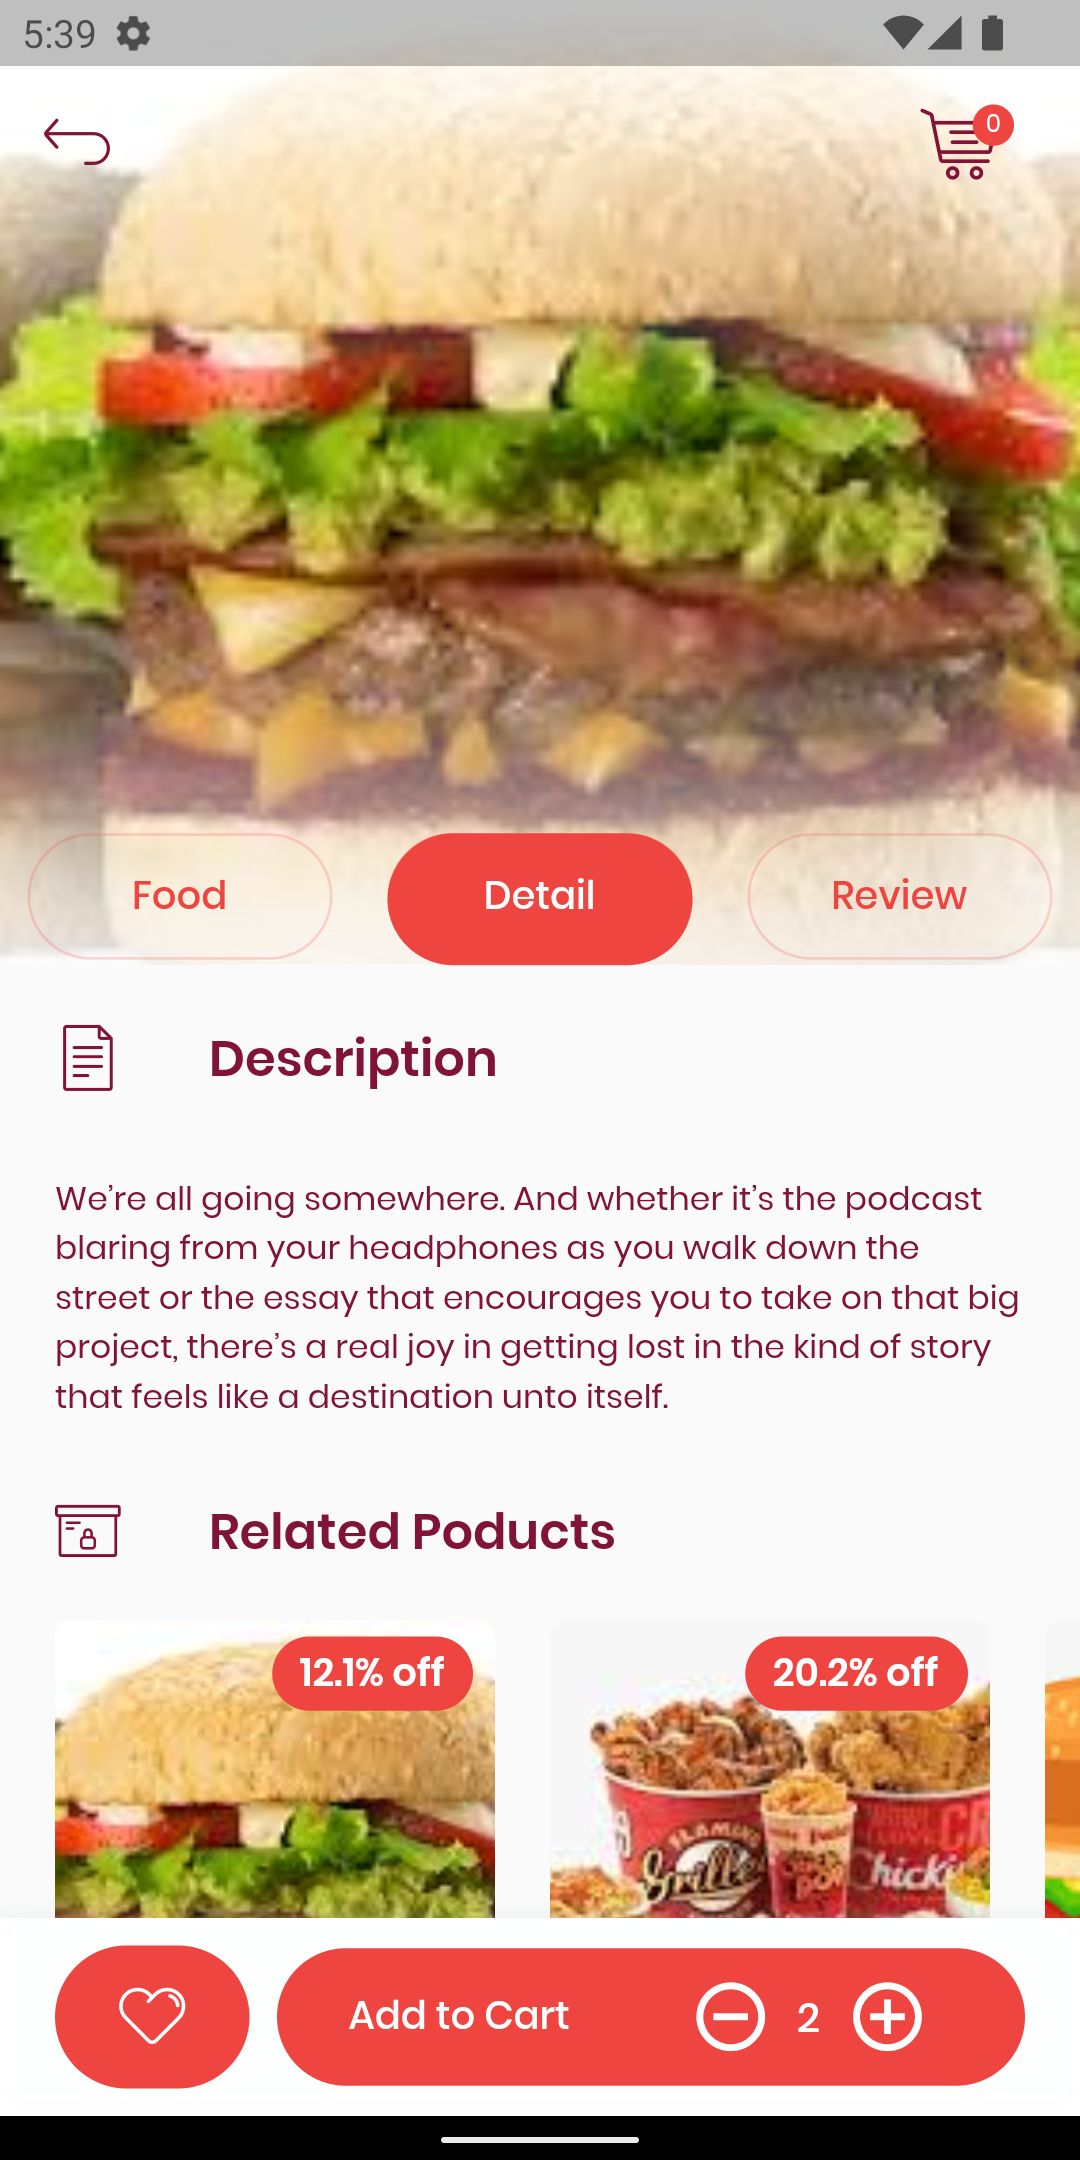 5:39
0
Food
Detail
Review
Description
We're all going somewhere. And whether it's the podcast
blaring from your headphones as you walk down the
street or the essay that encourages you to take on that big
project, there's a real joy in getting lost in the kind of story
that feels like a destination unto itself.
Related Poducts
12.1% off
20.2% off
Add to Cart
2